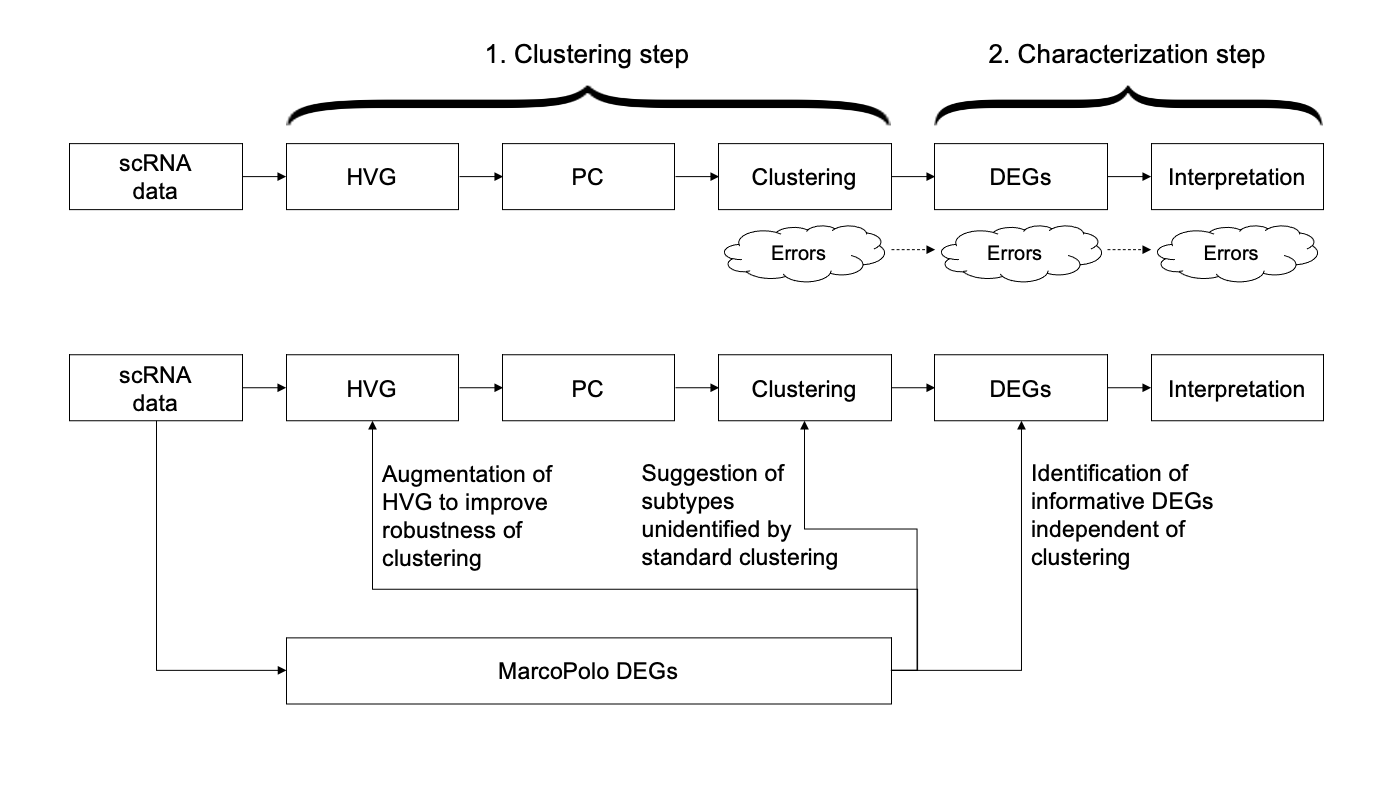 1. Clustering step
2. Characterization step
scRNA
data
HVG
PC
Clustering
DEGs
Interpretation
Errors
Errors
Errors
scRNA
data
HVG
PC
Clustering
DEGs
Interpretation
Augmentation of
HVG to improve
robustness of
clustering
Suggestion of
subtypes
unidentified by
standard clustering
Identification of
informative DEGs
independent of
clustering
MarcoPolo DEGs